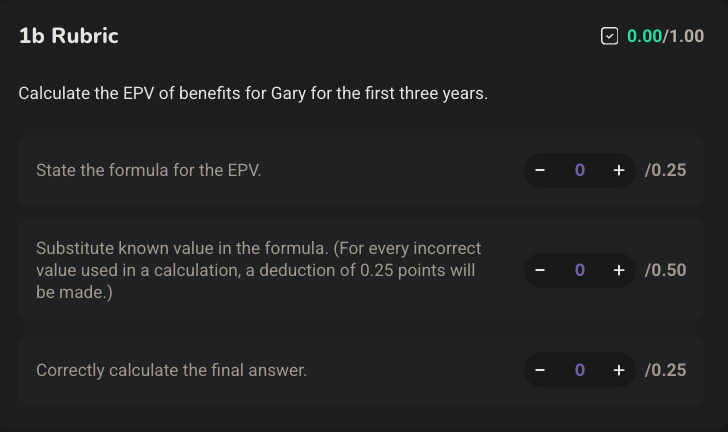 1b Rubric
0.00/1.00
Calculate the EPV of benefits for Gary for the first three years.
State the formula for the EPV.
− 0 + /0.25
Substitute known value in the formula. (For every incorrect
value used in a calculation, a deduction of 0.25 points will
be made.)
− 0 + /0.50
Correctly calculate the final answer.
− 0 + /0.25